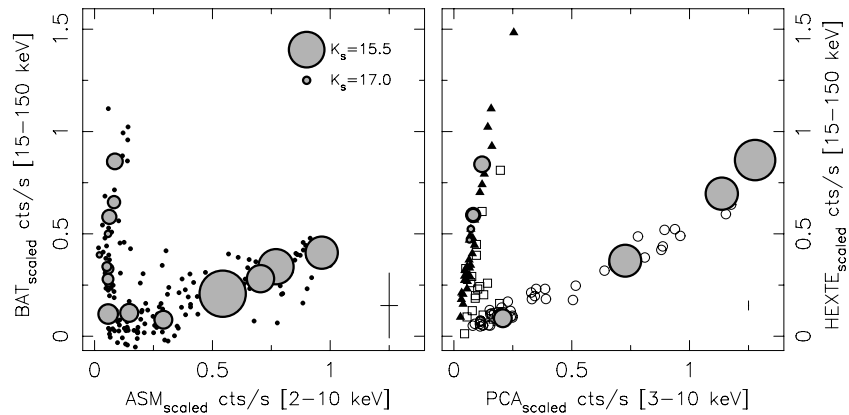 BAT_scaled cts/s [15−150 keV]
1.5
1
0.5
0
K_s=15.5
K_s=17.0
0 0.5 1
ASM_scaled cts/s [2−10 keV]
0 0.5 1
PCA_scaled cts/s [3−10 keV]
1.5
1
0.5
0
HEXTE_scaled cts/s [15−150 keV]